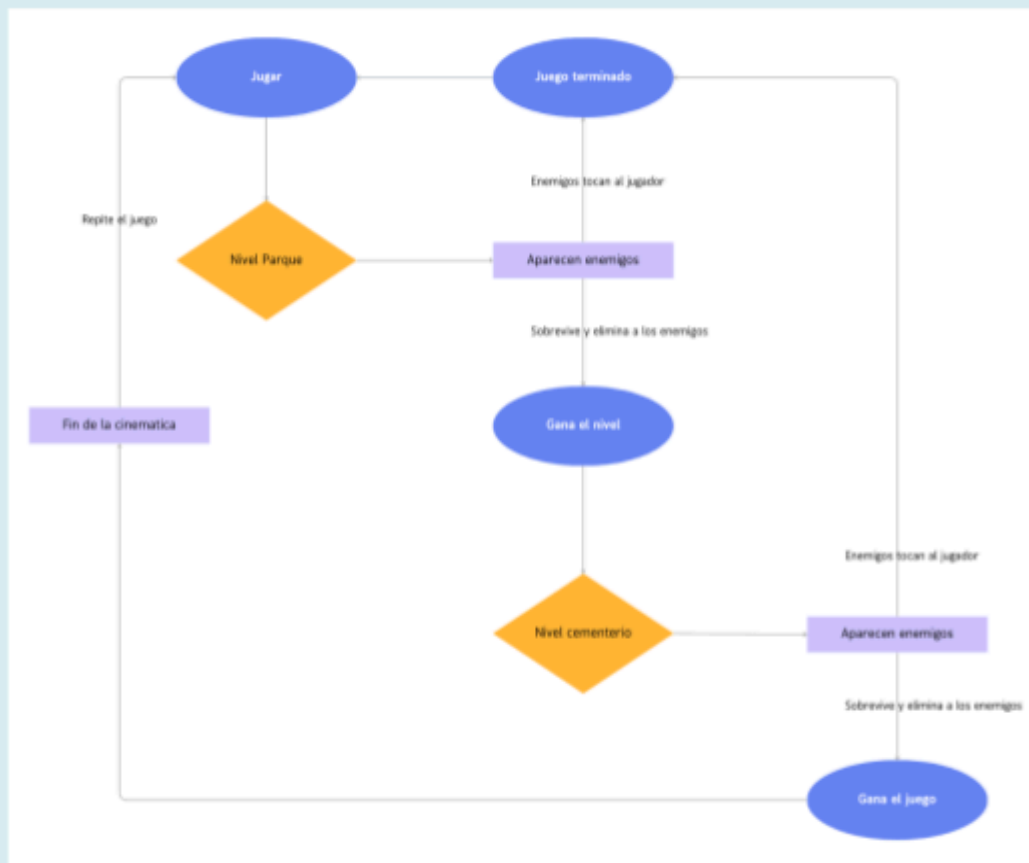 Jugar
Juego terminado
Enemigos tocan al jugador
Repite el juego
Nivel Parque
Aparecen enemigos
Sobrevive y elimina a los enemigos
Fin de la cinematica
Gana el nivel
Enemigos tocan al jugador
Nivel cementerio
Aparecen enemigos
Sobrevive y elimina a los enemigos
Gana el juego